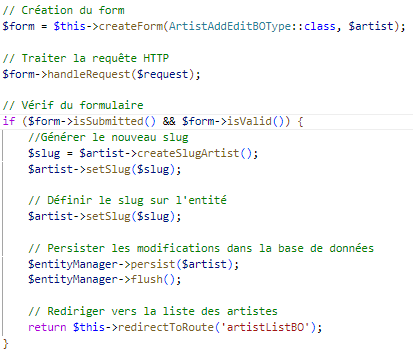 // Création du form
$form = $this->createForm(ArtistAddEditBOType::class, $artist);
// Traiter la requête HTTP
$form->handleRequest($request);
// Vérif du formulaire
if ($form->isSubmitted() && $form->isValid()) {
//Générer le nouveau slug
$slug = $artist->createSlugArtist();
$artist->setSlug($slug);
// Définir le slug sur l'entité
$artist->setSlug($slug);
// Persister les modifications dans la base de données
$entityManager->persist($artist);
$entityManager->flush();
// Rediriger vers la liste des artistes
return $this->redirectToRoute('artistListBO');
}